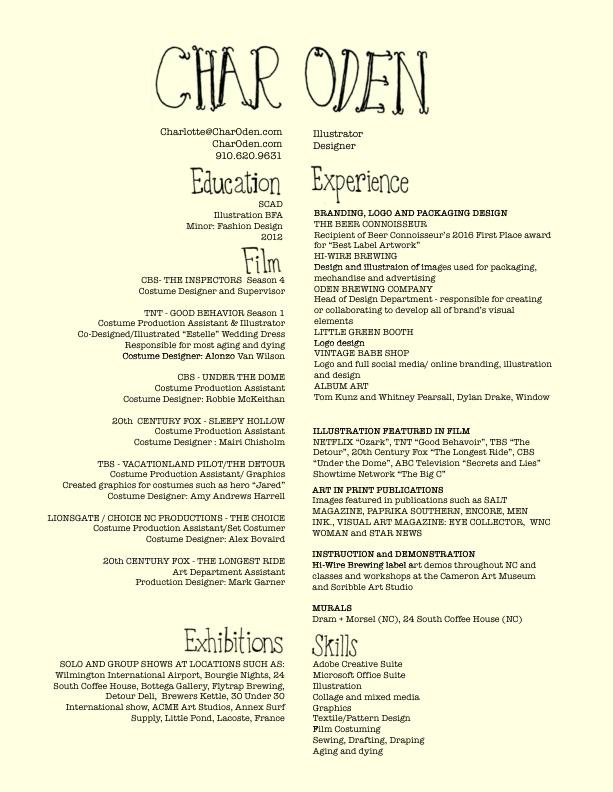 CHAR ODEN
Charlotte@CharOden.com
CharOden.com
910.620.9631
Illustrator
Designer
Education
SCAD
Illustration BFA
Minor: Fashion Design
2012
Film
CBS- THE INSPECTORS Season 4
Costume Designer and Supervisor
TNT - GOOD BEHAVIOR Season 1
Costume Production Assistant & Illustrator
Co-Designed/Illustrated “Estelle” Wedding Dress
Responsible for most aging and dying
Costume Designer: Alonzo Van Wilson
CBS - UNDER THE DOME
Costume Production Assistant
Costume Designer: Robbie McKeithan
20th CENTURY FOX - SLEEPY HOLLOW
Costume Production Assistant
Costume Designer : Mairi Chisholm
TBS - VACATIONLAND PILOT/THE DETOUR
Costume Production Assistant/ Graphics
Created graphics for costumes such as hero “Jared”
Costume Designer: Amy Andrews Harrell
LIONSGATE / CHOICE NC PRODUCTIONS - THE CHOICE
Costume Production Assistant/Set Costumer
Costume Designer: Alex Bovaird
20th CENTURY FOX - THE LONGEST RIDE
Art Department Assistant
Production Designer: Mark Garner
Exhibitions
SOLO AND GROUP SHOWS AT LOCATIONS SUCH AS:
Wilmington International Airport, Bourgie Nights, 24
South Coffee House, Bottega Gallery, Flytrap Brewing,
Detour Deli, Brewers Kettle, 30 Under 30
International show, ACME Art Studios, Annex Surf
Supply, Little Pond, Lacoste, France
Experience
BRANDING, LOGO AND PACKAGING DESIGN
THE BEER CONNOISSEUR
Recipient of Beer Connoisseur’s 2016 First Place award
for “Best Label Artwork”
HI-WIRE BREWING
Design and illustraion of images used for packaging,
mechandise and advertising
ODEN BREWING COMPANY
Head of Design Department - responsible for creating
or collaborating to develop all of brand’s visual
elements
LITTLE GREEN BOOTH
Logo design
VINTAGE BABE SHOP
Logo and full social media/ online branding, illustration
and design
ALBUM ART
Tom Kunz and Whitney Pearsall, Dylan Drake, Window
ILLUSTRATION FEATURED IN FILM
NETFLIX “Ozark”, TNT “Good Behavoir”, TBS “The
Detour”, 20th Century Fox “The Longest Ride”, CBS
“Under the Dome”, ABC Television “Secrets and Lies”
Showtime Network “The Big C”
ART IN PRINT PUBLICATIONS
Images featured in publications such as SALT
MAGAZINE, PAPRIKA SOUTHERN, ENCORE, MEN
INK., VISUAL ART MAGAZINE: EYE COLLECTOR, WNC
WOMAN and STAR NEWS
INSTRUCTION and DEMONSTRATION
Hi-Wire Brewing label art demos throughout NC and
classes and workshops at the Cameron Art Museum
and Scribble Art Studio
MURALS
Dram + Morsel (NC), 24 South Coffee House (NC)
Skills
Adobe Creative Suite
Microsoft Office Suite
Illustration
Collage and mixed media
Graphics
Textile/Pattern Design
Film Costuming
Sewing, Drafting, Draping
Aging and dying